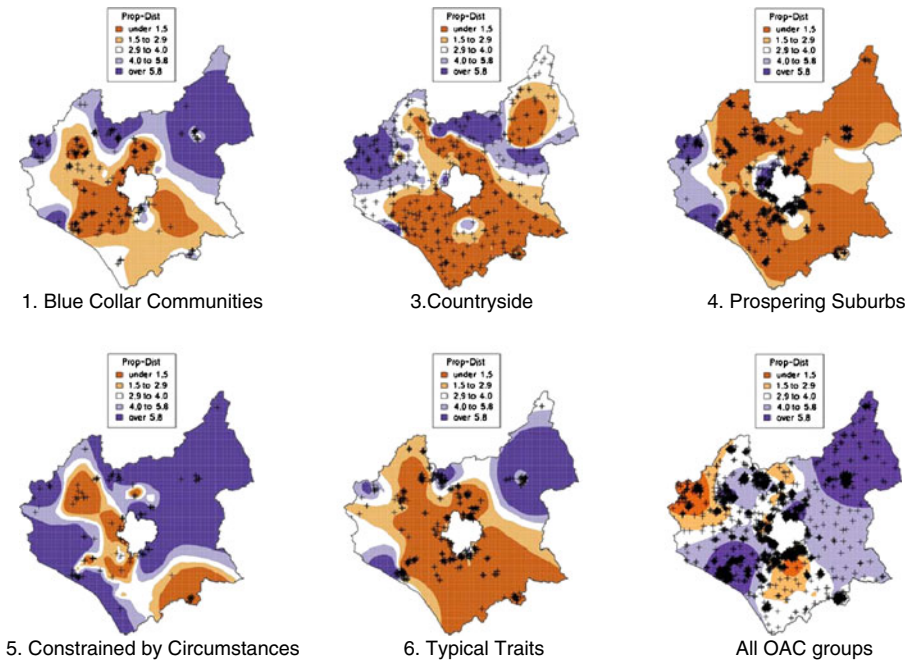 Prop-Dist
under 1.5
1.5 to 2.9
2.9 to 4.0
4.0 to 5.8
over 5.8
Prop-Dist
under 1.5
1.5 to 2.9
2.9 to 4.0
4.0 to 5.8
over 5.8
Prop-Dist
under 1.5
1.5 to 2.9
2.9 to 4.0
4.0 to 5.8
over 5.8
1. Blue Collar Communities
3.Countryside
4. Prospering Suburbs
Prop-Dist
under 1.5
1.5 to 2.9
2.9 to 4.0
4.0 to 5.8
over 5.8
Prop-Dist
under 1.5
1.5 to 2.9
2.9 to 4.0
4.0 to 5.8
over 5.8
Prop-Dist
under 1.5
1.5 to 2.9
2.9 to 4.0
4.0 to 5.8
over 5.8
5. Constrained by Circumstances
6. Typical Traits
All OAC groups